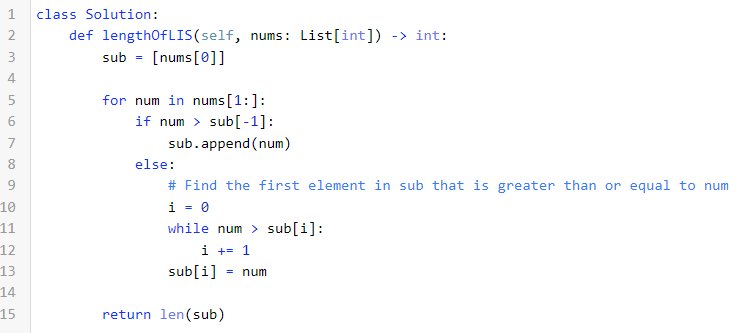 1 class Solution:
2     def lengthOfLIS(self, nums: List[int]) -> int:
3         sub = [nums[0]]
4
5         for num in nums[1:]:
6             if num > sub[-1]:
7                 sub.append(num)
8             else:
9                 # Find the first element in sub that is greater than or equal to num
10                 i = 0
11                 while num > sub[i]:
12                     i += 1
13                 sub[i] = num
14
15         return len(sub)